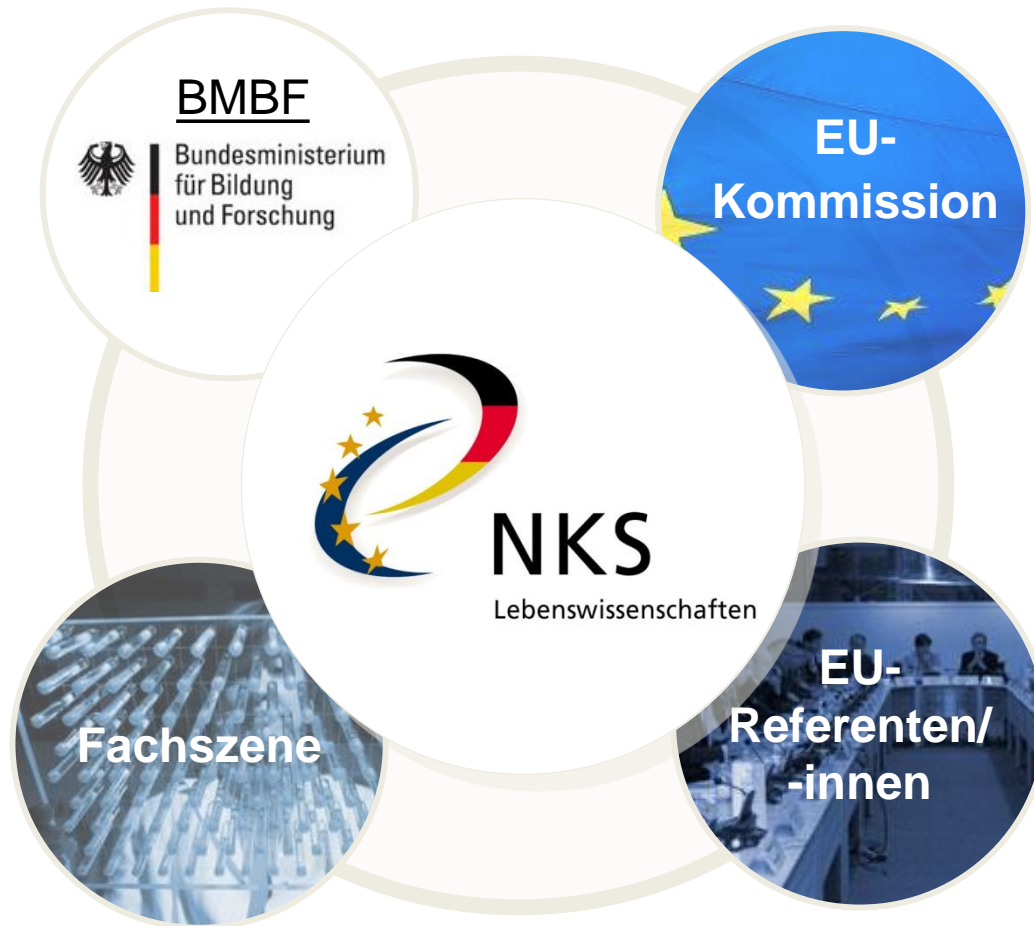 BMBF
Bundesministerium
für Bildung
und Forschung
EU-
Kommission
NKS
Lebenswissenschaften
Fachszene
EU-
Referenten/
-innen